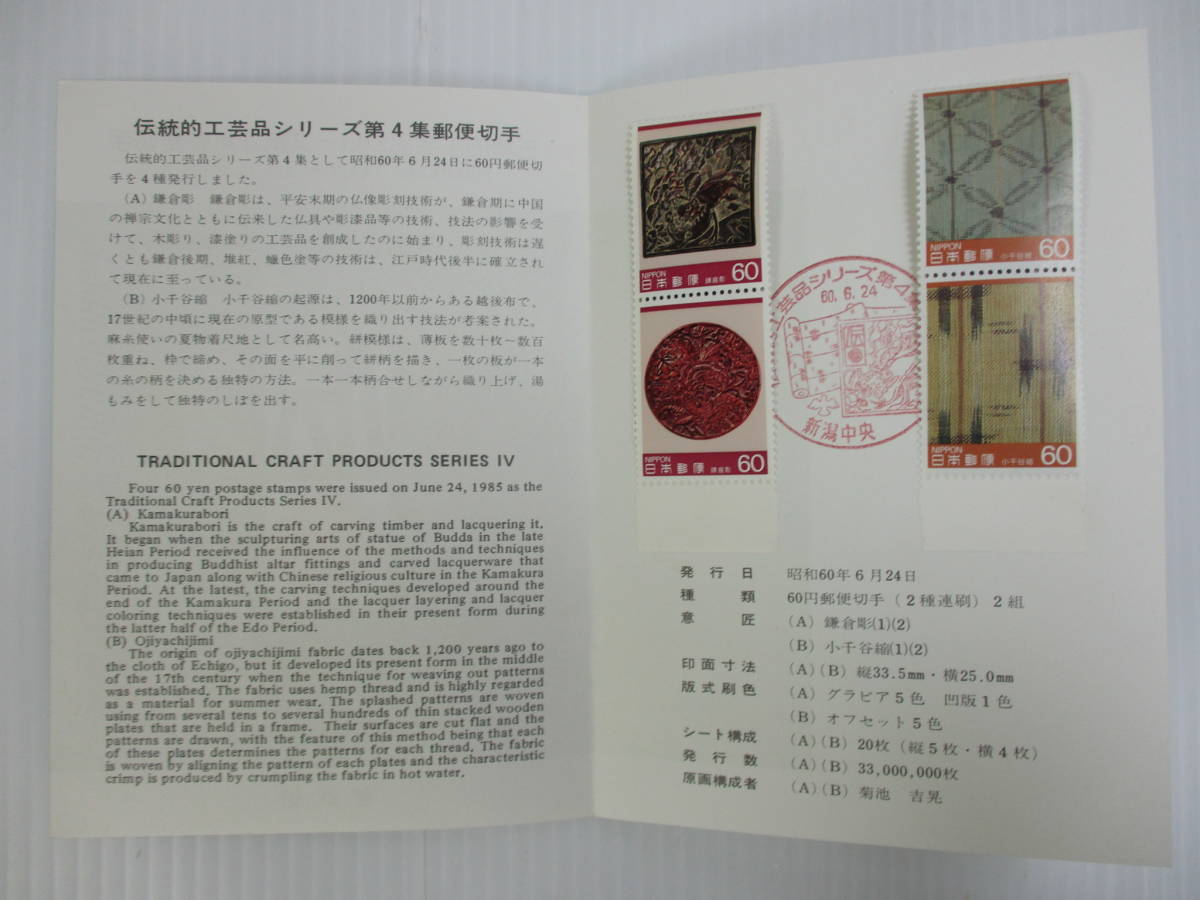 伝統的工芸品シリーズ第4集郵便切手
伝統的工芸品シリーズ第4集として昭和60年6月24日に60円郵便切
手を4種発行しました。
(A) 鎌倉彫 鎌倉彫は、平安末期の仏像彫刻技術が、鎌倉期に中国
の禅宗文化とともに伝来した仏具や彫漆品等の技術、技法の影響を受
けて、木彫り、漆塗りの工芸品を創成したのに始まり、彫刻技術は遅
くとも鎌倉後期、堆紅、蠟色塗等の技術は、江戸時代後半に確立され
て現在に至っている。
(B) 小千谷縮 小千谷縮の起源は、1200年以前からある越後布で、
17世紀の中頃に現在の原型である模様を織り出す技法が考案された。
麻糸使いの夏物着尺地として名高い。絣模様は、薄板を数十枚~数百
枚重ね、枠で締め、その面を平に削って絣柄を描き、一枚の板が一本
の糸の柄を決める独特の方法。一本一本柄合せしながら織り上げ、湯
もみをして独特のしぼを出す。
TRADITIONAL CRAFT PRODUCTS SERIES IV
Four 60 yen postage stamps were issued on June 24, 1985 as the
Traditional Craft Products Series IV.
(A) Kamakurabori
Kamakurabori is the craft of carving timber and lacquering it.
It began when the sculpturing arts of statue of Budda in the late
Heian Period received the influence of the methods and techniques
in producing Buddhist altar fittings and carved lacquerware that
came to Japan along with Chinese religious culture in the Kamakura
Period. At the latest, the carving techniques developed around the
end of the Kamakura Period and the lacquer layering and lacquer
coloring techniques were established in their present form during
the latter half of the Edo Period.
(B) Ojiyachijimi
The origin of ojiyachijimi fabric dates back 1,200 years ago to
the cloth of Echigo, but it developed its present form in the middle
of the 17th century when the technique for weaving out patterns
was established. The fabric uses hemp thread and is highly regarded
as a material for summer wear. The splashed patterns are woven
using from several tens to several hundreds of thin stacked wooden
plates that are held in a frame. Their surfaces are cut flat and the
patterns are drawn, with the feature of this method being that each
of these plates determines the patterns for each thread. The fabric
is woven by aligning the pattern of each plates and the characteristic
crimp is produced by crumpling the fabric in hot water.
NIPPON
日本郵便 鎌倉彫 60
NIPPON
日本郵便 鎌倉彫 60
工芸品シリーズ第4集
60.6.24
新潟中央
NIPPON
日本郵便 小千谷縮 60
NIPPON
日本郵便 小千谷縮 60
発行日 昭和60年6月24日
種類 60円郵便切手(2種連刷)2組
意匠 (A) 鎌倉彫(1)(2)
(B) 小千谷縮(1)(2)
印面寸法 (A)(B) 縦33.5mm・横25.0mm
版式刷色 (A) グラビア5色 凹版1色
(B) オフセット5色
シート構成 (A)(B) 20枚(縦5枚・横4枚)
発行数 (A)(B) 33,000,000枚
原画構成者 (A)(B) 菊池 吉晃